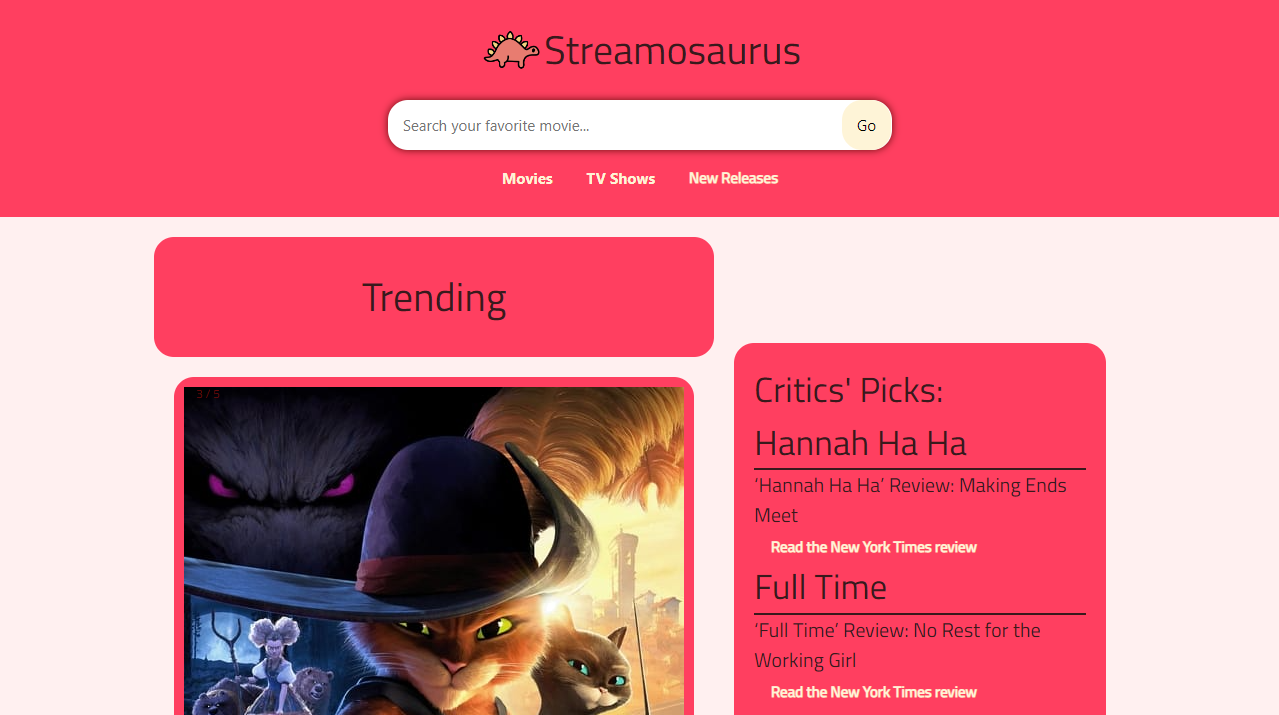 Streamosaurus
Search your favorite movie...
Go
Movies
TV Shows
New Releases
Trending
3 / 5
Critics' Picks:
Hannah Ha Ha
‘Hannah Ha Ha’ Review: Making Ends
Meet
Read the New York Times review
Full Time
‘Full Time’ Review: No Rest for the
Working Girl
Read the New York Times review